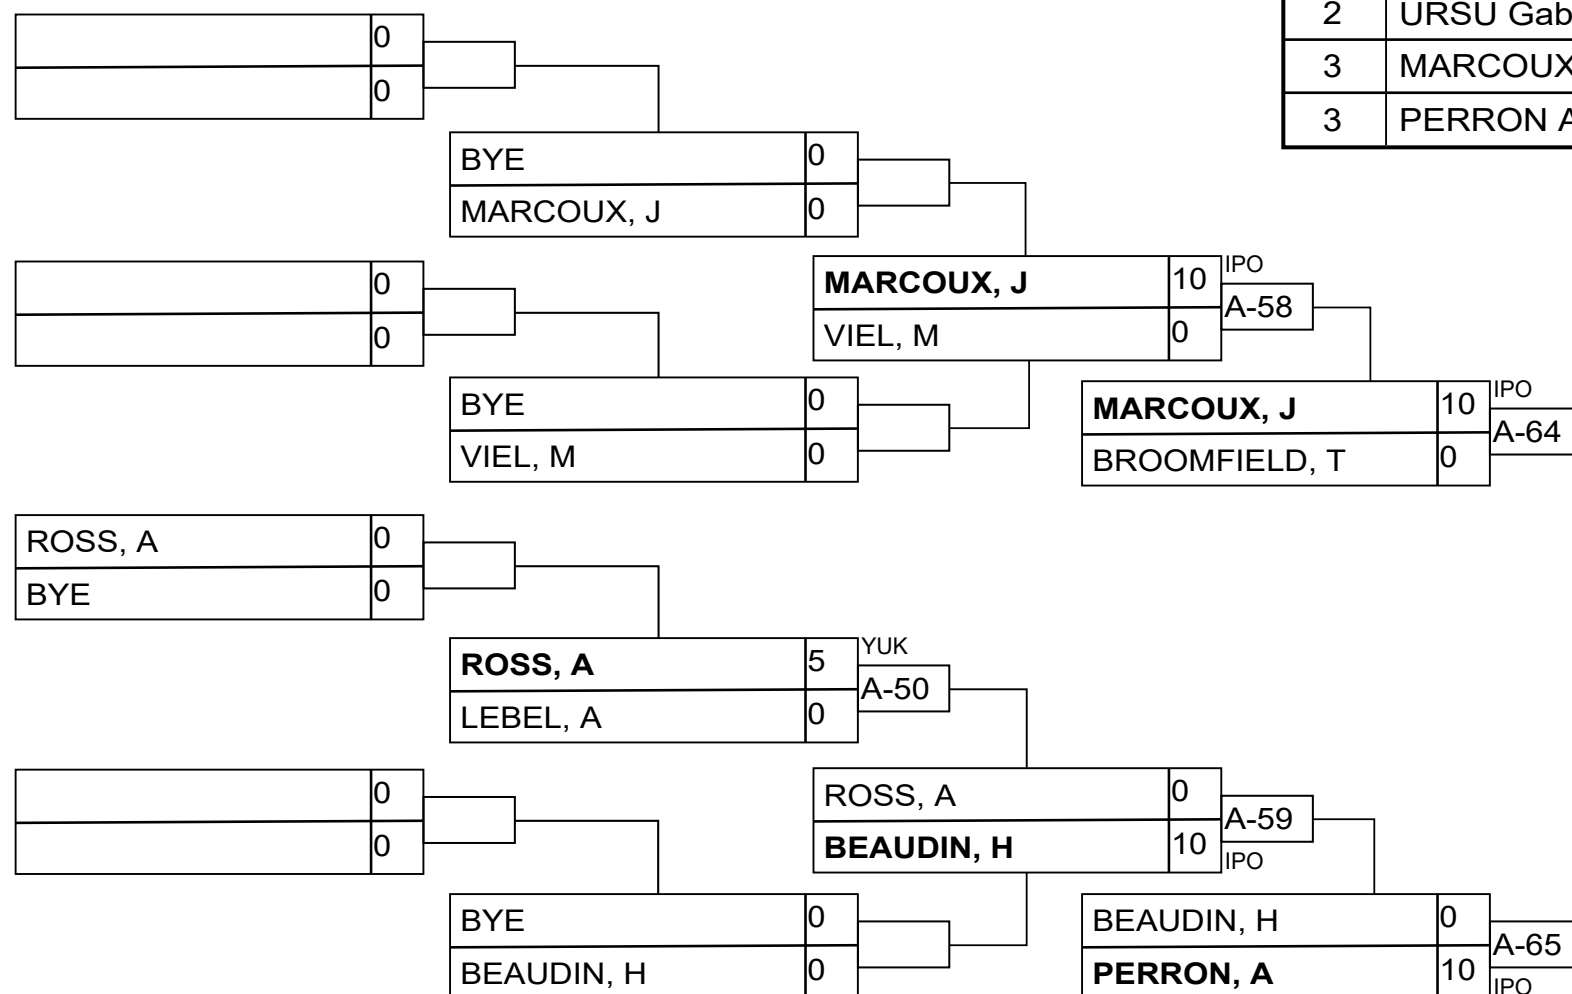 2 URSU Gab
0
0
3 MARCOUX
3 PERRON A
BYE 0
MARCOUX, J 0
0
0
MARCOUX, J 10 IPO
A-58
VIEL, M 0
BYE 0
VIEL, M 0
MARCOUX, J 10 IPO
A-64
BROOMFIELD, T 0
ROSS, A 0
BYE 0
ROSS, A 5 YUK
A-50
LEBEL, A 0
0
0
ROSS, A 0
A-59
BEAUDIN, H 10 IPO
BYE 0
BEAUDIN, H 0
BEAUDIN, H 0
A-65
PERRON, A 10 IPO